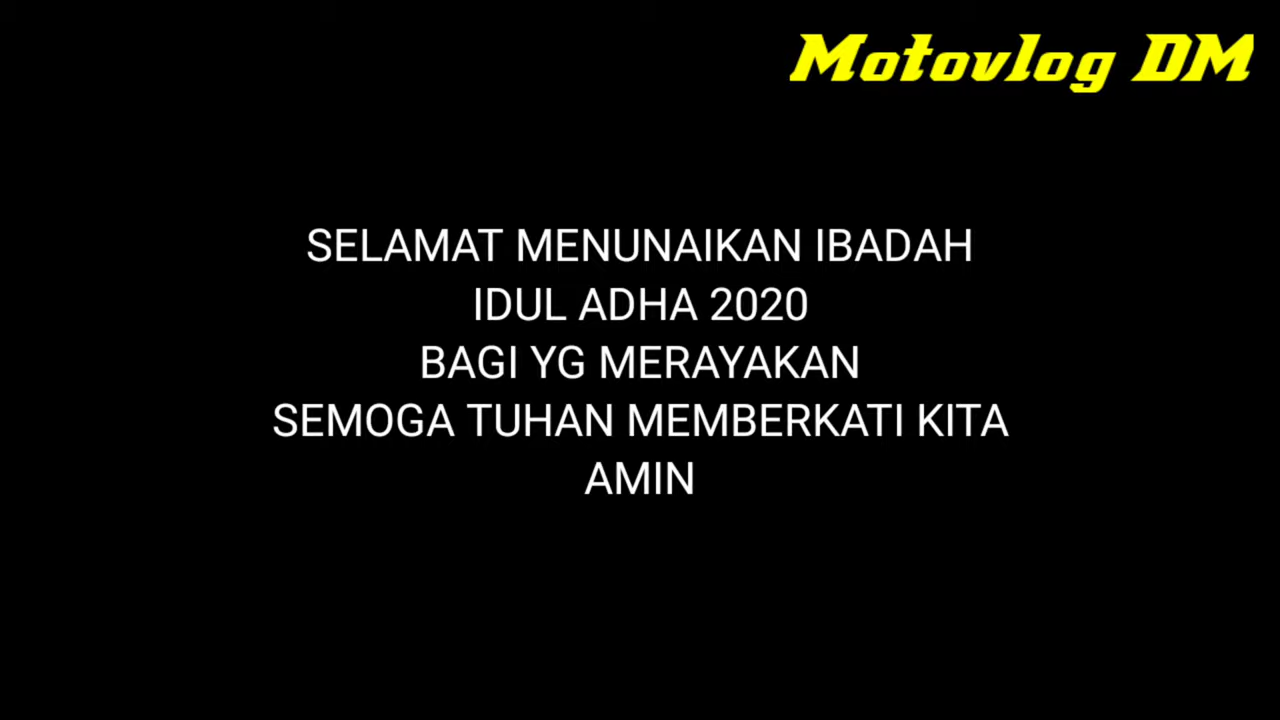 Motovlog DM
SELAMAT MENUNAIKAN IBADAH
IDUL ADHA 2020
BAGI YG MERAYAKAN
SEMOGA TUHAN MEMBERKATI KITA
AMIN